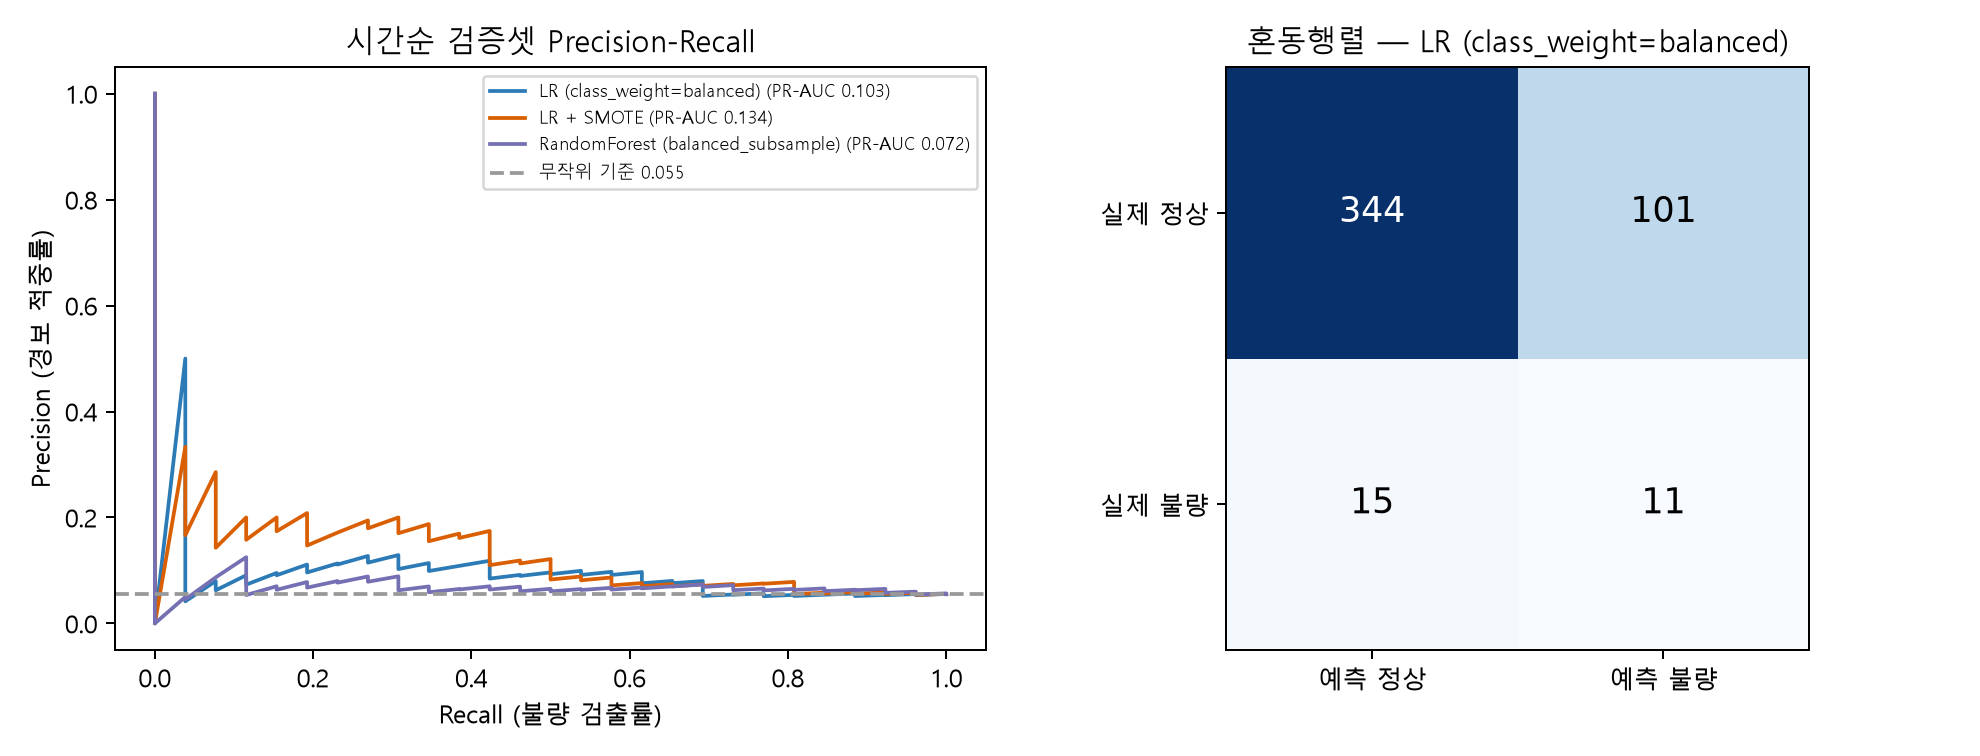 시간순 검증셋 Precision-Recall
Precision (경보 적중률)
1.0
0.8
0.6
0.4
0.2
0.0
LR (class_weight=balanced) (PR-AUC 0.103)
LR + SMOTE (PR-AUC 0.134)
RandomForest (balanced_subsample) (PR-AUC 0.072)
무작위 기준 0.055
0.0 0.2 0.4 0.6 0.8 1.0
Recall (불량 검출률)
혼동행렬 — LR (class_weight=balanced)
실제 정상 344 101
실제 불량 15 11
예측 정상 예측 불량